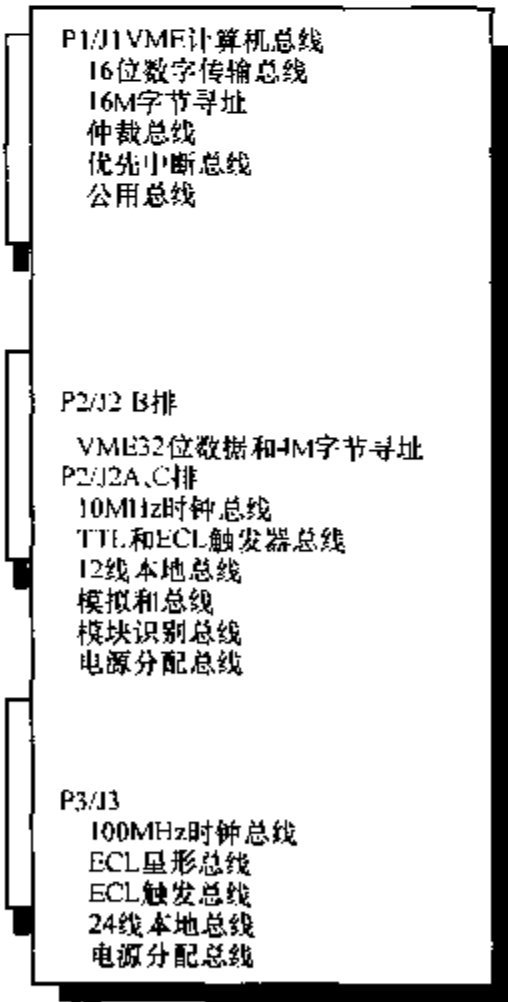 P1/J1VME计算机总线
16位数字传输总线
16M字节寻址
仲裁总线
优先中断总线
公用总线
P2/J2 B排
VME32位数据和4M字节寻址
P2/J2A、C排
10MHz时钟总线
TTL和ECL触发器总线
12线本地总线
模拟和总线
模块识别总线
电源分配总线
P3/J3
100MHz时钟总线
ECL星形总线
ECL触发总线
24线本地总线
电源分配总线